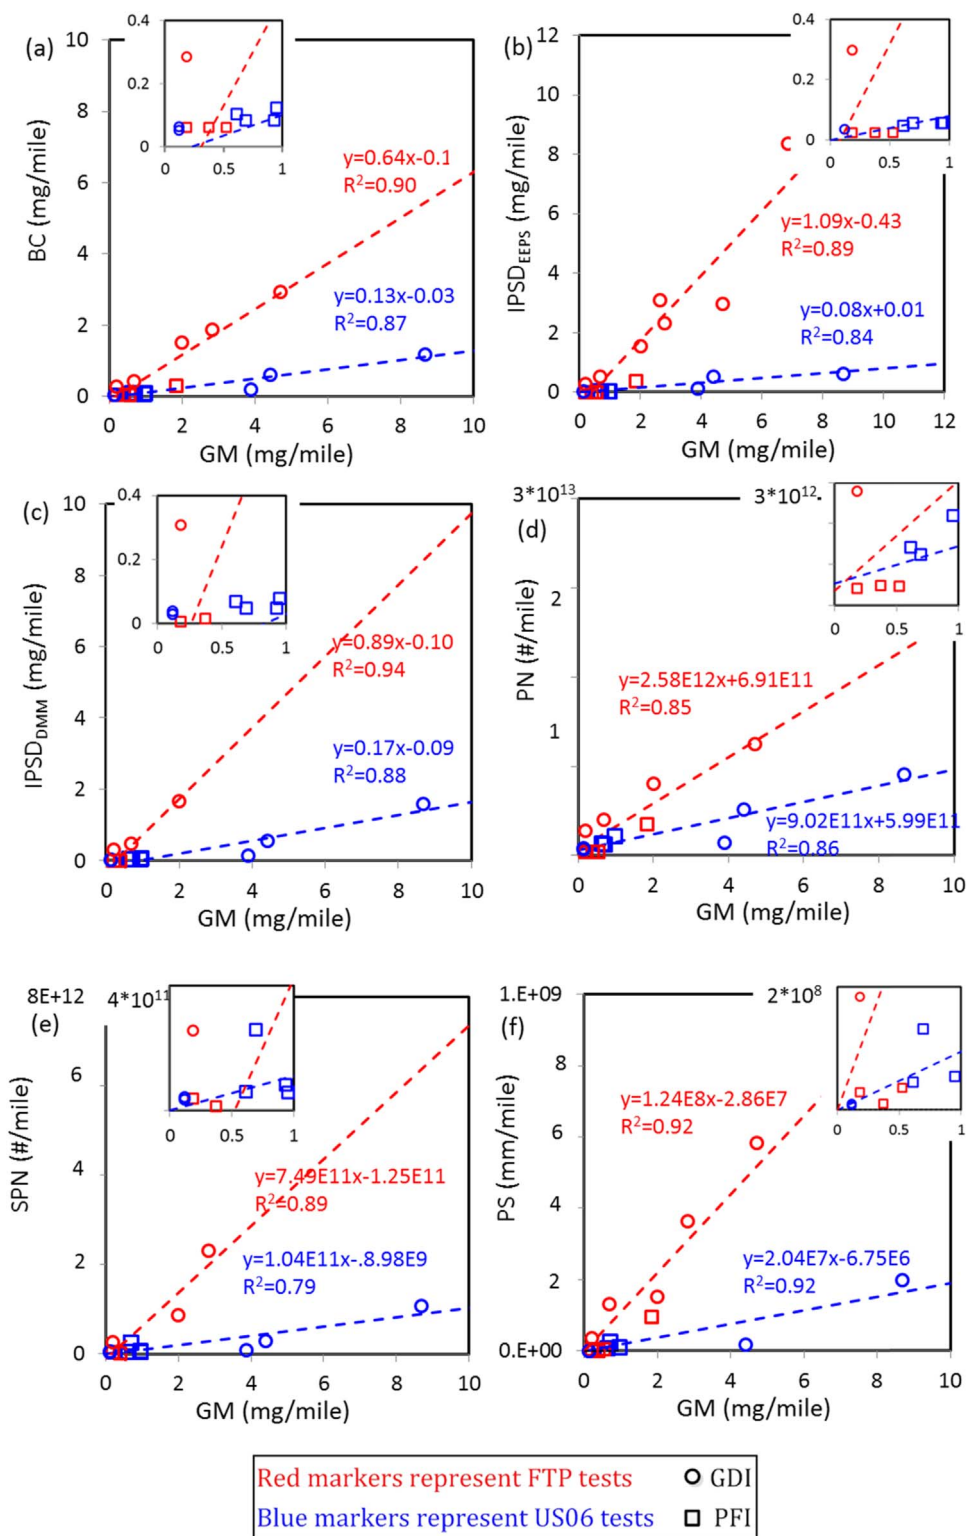 (a)
10
8
6
4
2
0
BC (mg/mile)
0.4
0.2
0
0 0.5 1
y=0.64x-0.1
R²=0.90
y=0.13x-0.03
R²=0.87
0 2 4 6 8 10
GM (mg/mile)
(b)
12
10
8
6
4
2
0
IPSD_EEPS (mg/mile)
0.4
0.2
0
0 0.5 1
y=1.09x-0.43
R²=0.89
y=0.08x+0.01
R²=0.84
0 2 4 6 8 10 12
GM (mg/mile)
(c)
10
8
6
4
2
0
IPSD_DMM (mg/mile)
0.4
0.2
0
0 0.5 1
y=0.89x-0.10
R²=0.94
y=0.17x-0.09
R²=0.88
0 2 4 6 8 10
GM (mg/mile)
(d)
3*10¹³
2
1
PN (#/mile)
3*10¹²
0 0.5 1
y=2.58E12x+6.91E11
R²=0.85
y=9.02E11x+5.99E11
R²=0.86
0 2 4 6 8 10
GM (mg/mile)
(e)
8E+12
6
4
2
0
SPN (#/mile)
4*10¹¹
0 0.5 1
y=7.49E11x-1.25E11
R²=0.89
y=1.04E11x-.8.98E9
R²=0.79
0 2 4 6 8 10
GM (mg/mile)
(f)
1.E+09
8
6
4
2
0.E+00
PS (mm/mile)
2*10⁸
0 0.5 1
y=1.24E8x-2.86E7
R²=0.92
y=2.04E7x-6.75E6
R²=0.92
0 2 4 6 8 10
GM (mg/mile)
Red markers represent FTP tests GDI
Blue markers represent US06 tests PFI